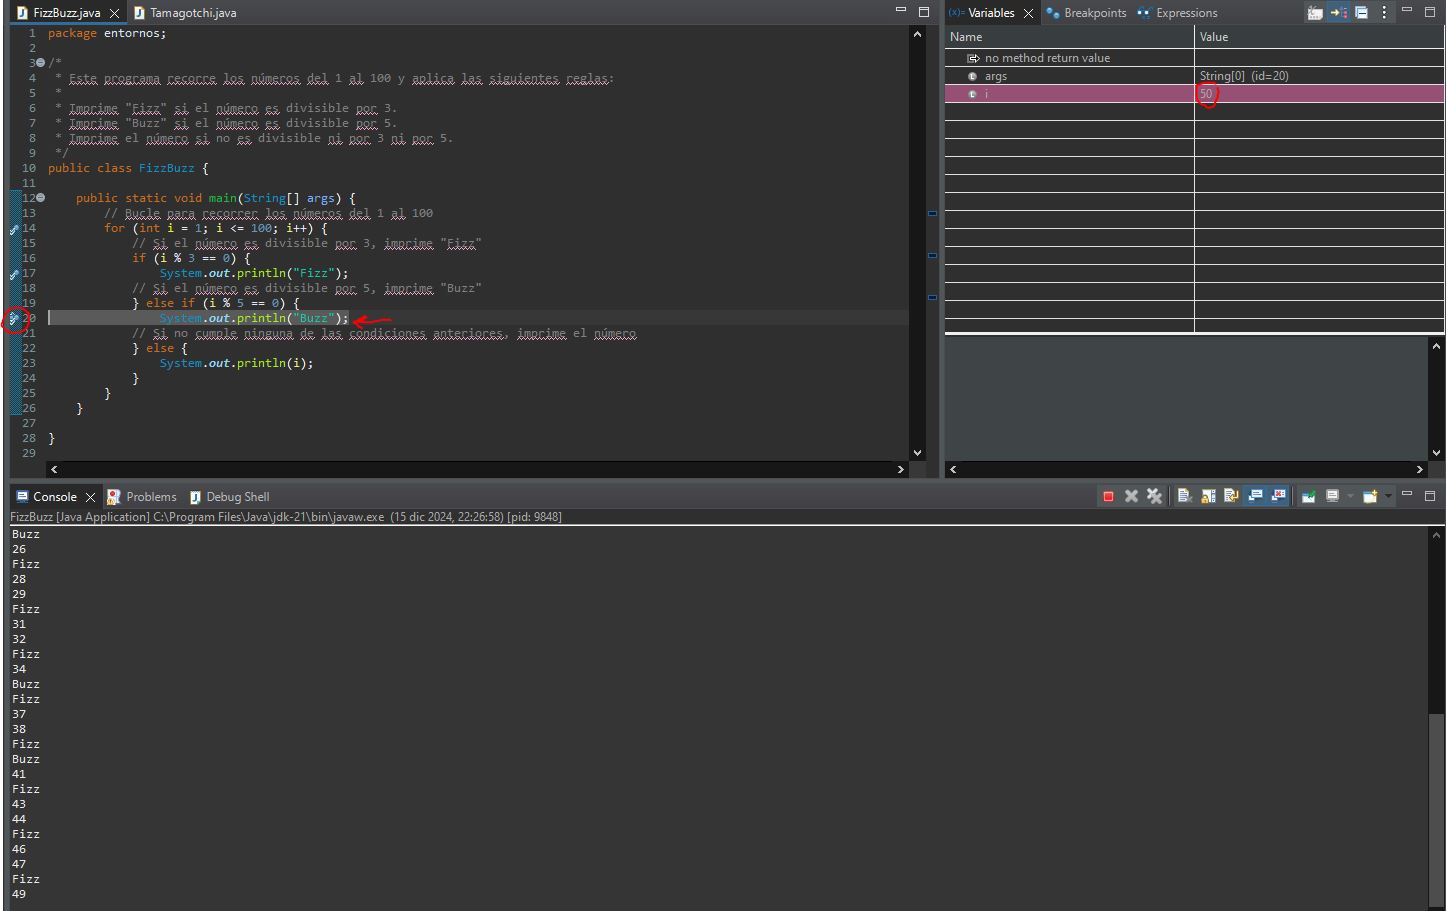 FizzBuzz.java
Tamagotchi.java
1 package entornos;
2
3 /*
4 * Este programa recorre los números del 1 al 100 y aplica las siguientes reglas:
5 *
6 * Imprime "Fizz" si el número es divisible por 3.
7 * Imprime "Buzz" si el número es divisible por 5.
8 * Imprime el número si no es divisible ni por 3 ni por 5.
9 */
10 public class FizzBuzz {
11
12 public static void main(String[] args) {
13 // Bucle para recorrer los números del 1 al 100
14 for (int i = 1; i <= 100; i++) {
15 // Si el número es divisible por 3, imprime "Fizz"
16 if (i % 3 == 0) {
17 System.out.println("Fizz");
18 // Si el número es divisible por 5, imprime "Buzz"
19 } else if (i % 5 == 0) {
20 System.out.println("Buzz");
21 // Si no cumple ninguna de las condiciones anteriores, imprime el número
22 } else {
23 System.out.println(i);
24 }
25 }
26 }
27
28 }
29
(x)= Variables
Breakpoints
Expressions
Name Value
no method return value
args String[0] (id=20)
i 50
Console
Problems
Debug Shell
FizzBuzz [Java Application] C:\Program Files\Java\jdk-21\bin\javaw.exe (15 dic 2024, 22:26:58) [pid: 9848]
Buzz
26
Fizz
28
29
Fizz
31
32
Fizz
34
Buzz
Fizz
37
38
Fizz
Buzz
41
Fizz
43
44
Fizz
46
47
Fizz
49